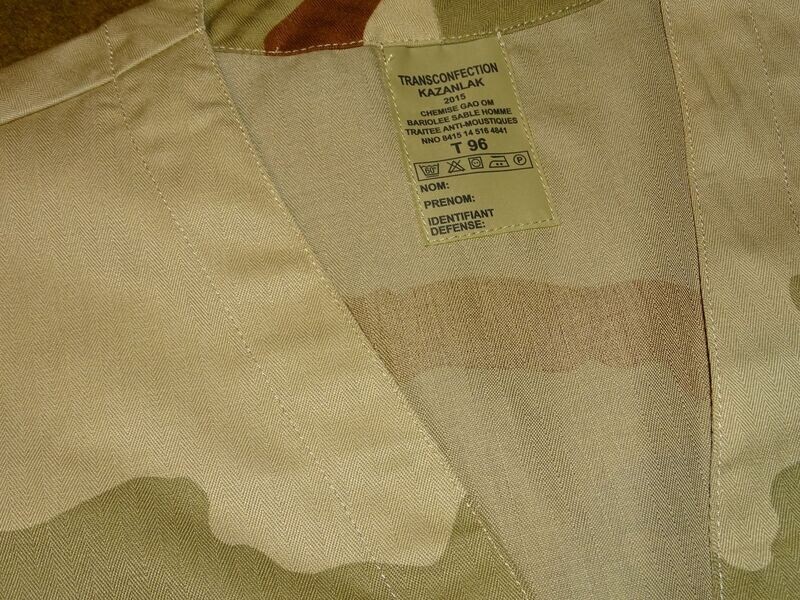 TRANSCONFECTION
KAZANLAK
2015
CHEMISE GAO OM
BARIOLEE SABLE HOMME
TRAITEE ANTI-MOUSTIQUES
NNO 8415 14 516 4841
T 96
60° P
NOM:
PRENOM:
IDENTIFIANT
DEFENSE: